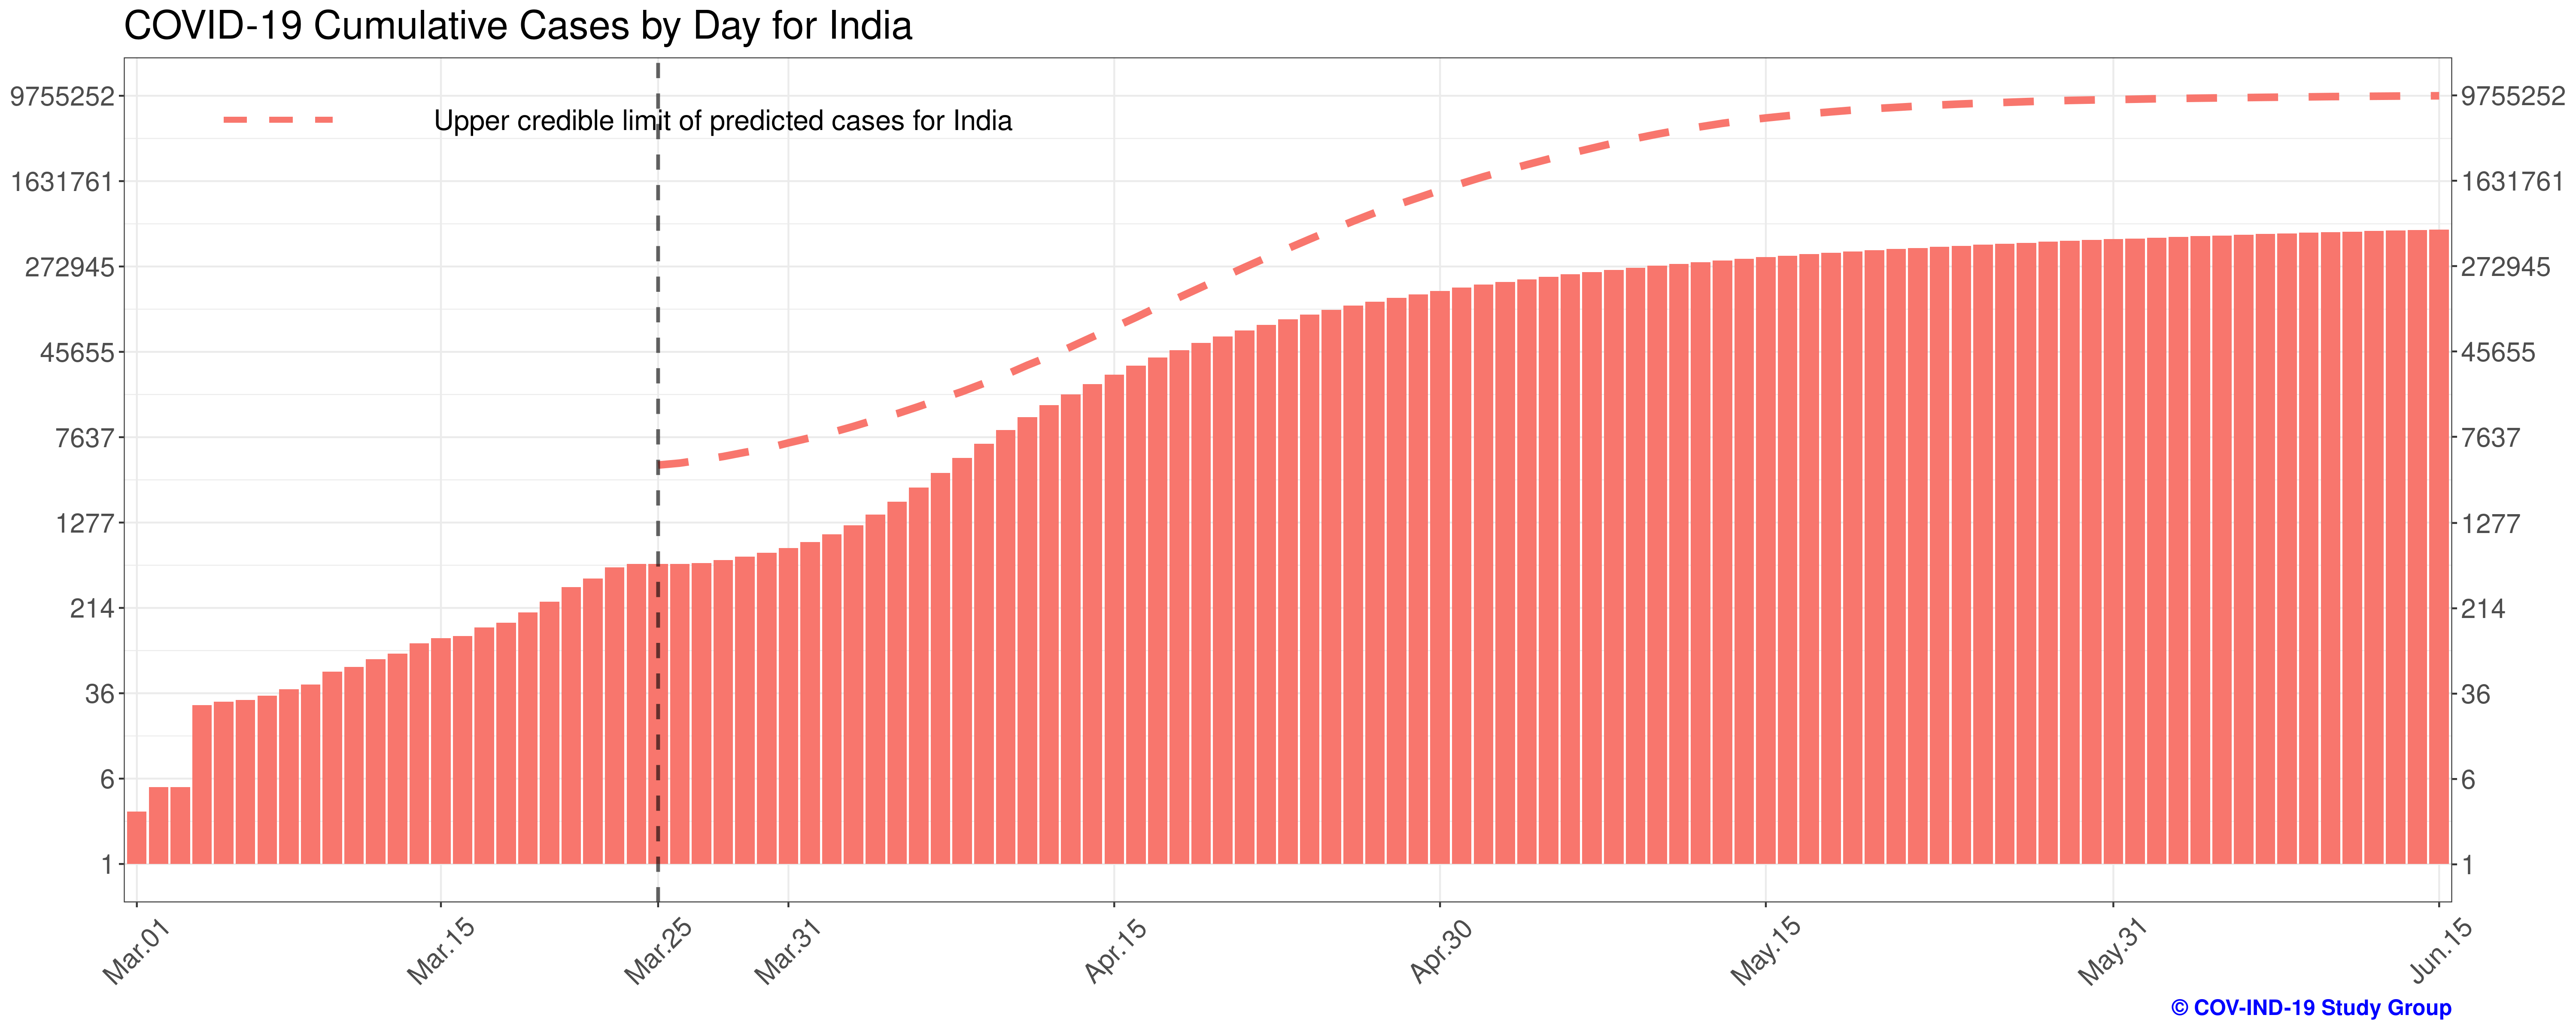 COVID-19 Cumulative Cases by Day for India
Upper credible limit of predicted cases for India
9755252
1631761
272945
45655
7637
1277
214
36
6
1
9755252
1631761
272945
45655
7637
1277
214
36
6
1
Mar.01
Mar.15
Mar.25
Mar.31
Apr.15
Apr.30
May.15
May.31
Jun.15
© COV-IND-19 Study Group